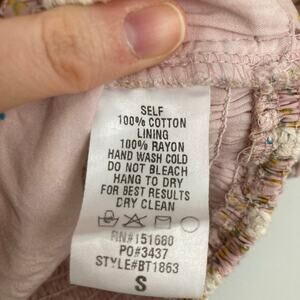 SELF
100% COTTON
LINING
100% RAYON
HAND WASH COLD
DO NOT BLEACH
HANG TO DRY
FOR BEST RESULTS
DRY CLEAN
RN#151680
PO#3437
STYLE#BT1863
S